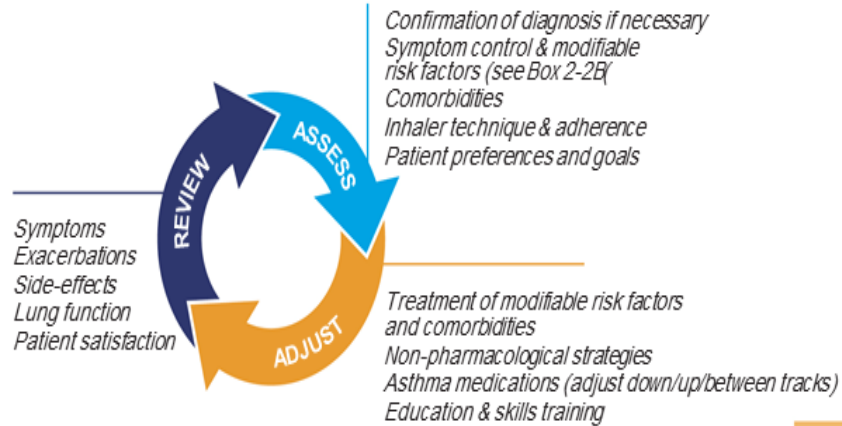 Confirmation of diagnosis if necessary
Symptom control & modifiable
risk factors (see Box 2-2B(
Comorbidities
Inhaler technique & adherence
Patient preferences and goals
ASSESS
REVIEW
Symptoms
Exacerbations
Side-effects
Lung function
Patient satisfaction
ADJUST
Treatment of modifiable risk factors
and comorbidities
Non-pharmacological strategies
Asthma medications (adjust down/up/between tracks)
Education & skills training